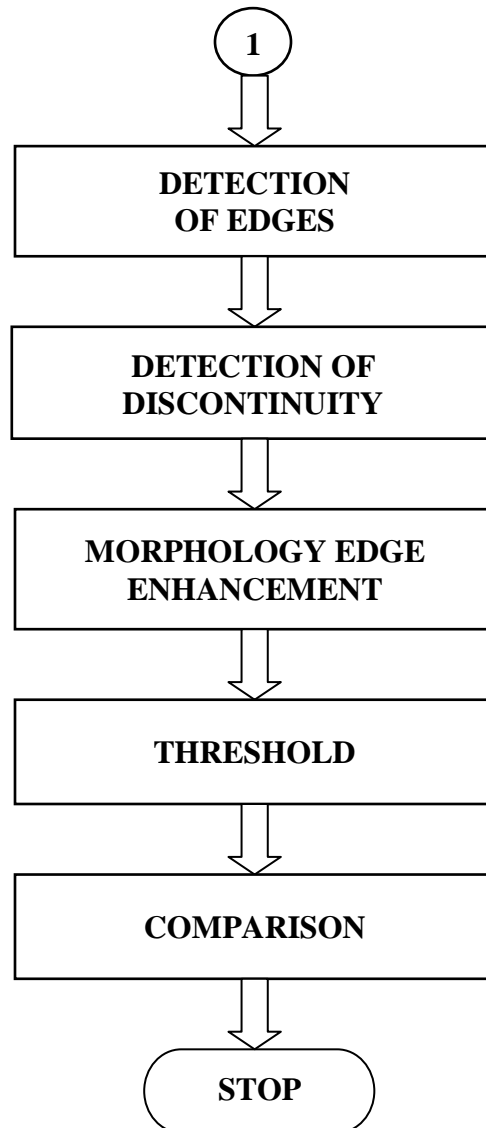 1
DETECTION
OF EDGES
DETECTION OF
DISCONTINUITY
MORPHOLOGY EDGE
ENHANCEMENT
THRESHOLD
COMPARISON
STOP